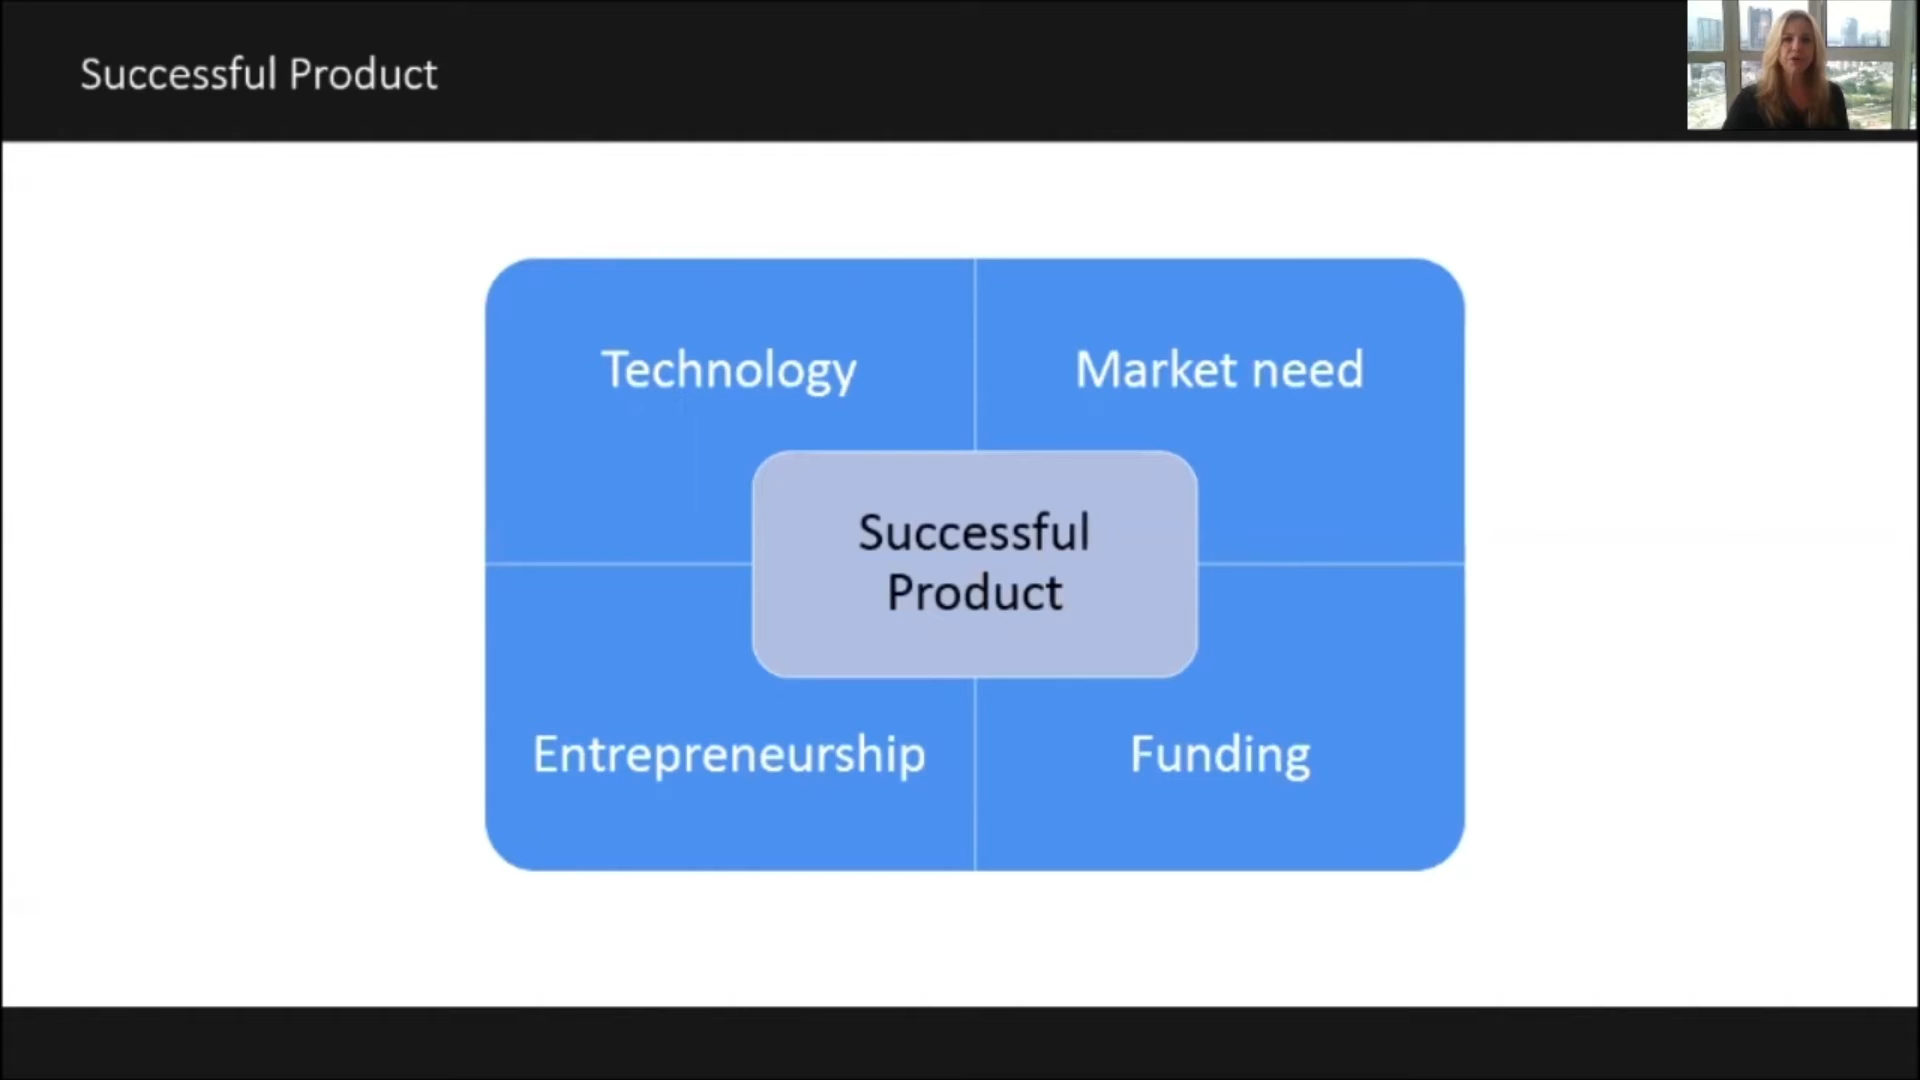 Successful Product
Technology
Market need
Successful
Product
Entrepreneurship
Funding